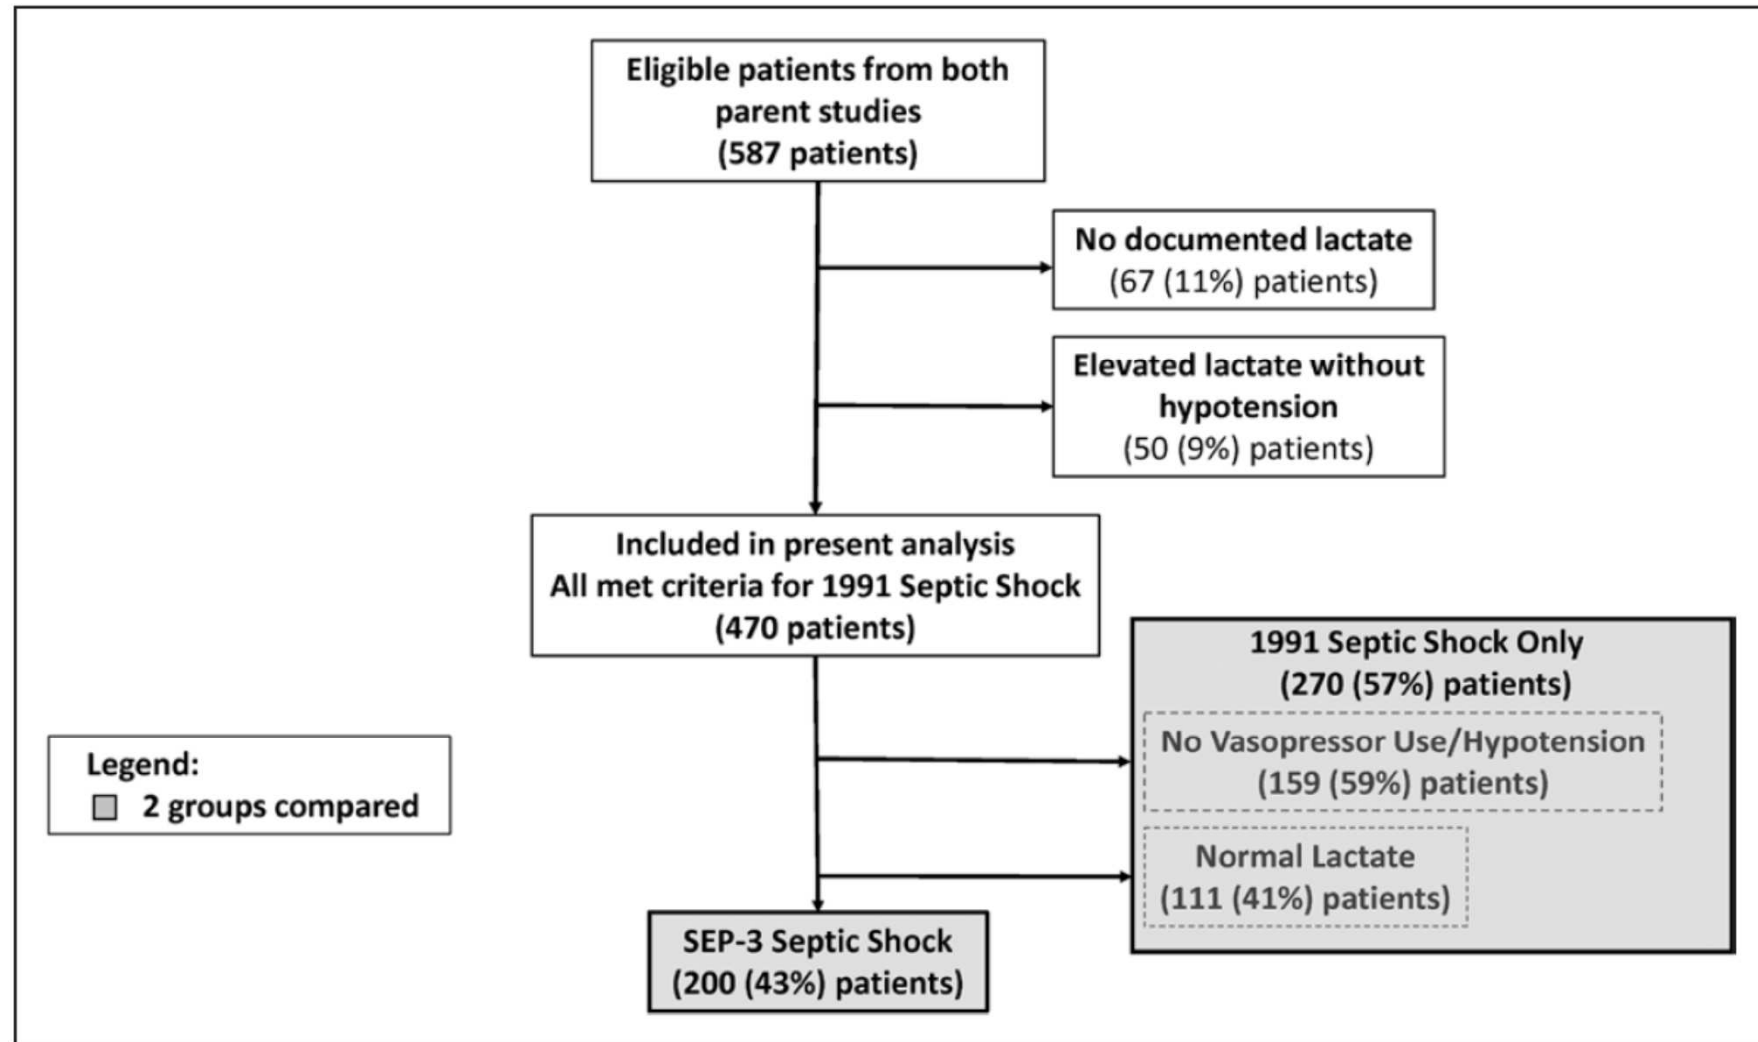 Eligible patients from both
parent studies
(587 patients)
No documented lactate
(67 (11%) patients)
Elevated lactate without
hypotension
(50 (9%) patients)
Included in present analysis
All met criteria for 1991 Septic Shock
(470 patients)
1991 Septic Shock Only
(270 (57%) patients)
No Vasopressor Use/Hypotension
(159 (59%) patients)
Normal Lactate
(111 (41%) patients)
Legend:
2 groups compared
SEP-3 Septic Shock
(200 (43%) patients)